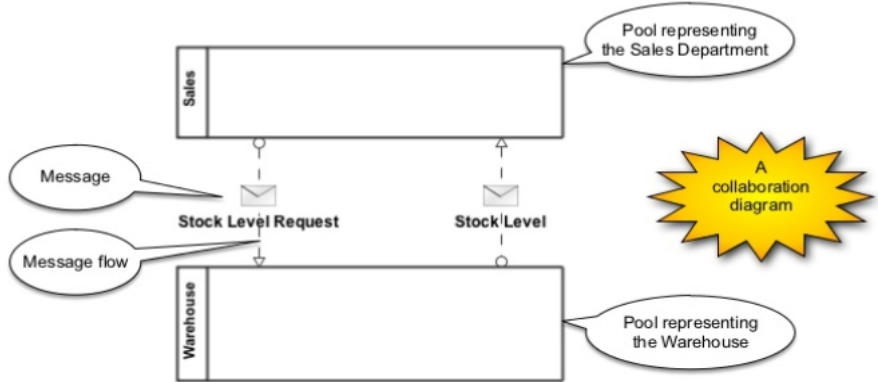 Pool representing
the Sales Department
Sales
Message
A
collaboration
diagram
Stock Level Request
Stock Level
Message flow
Warehouse
Pool representing
the Warehouse